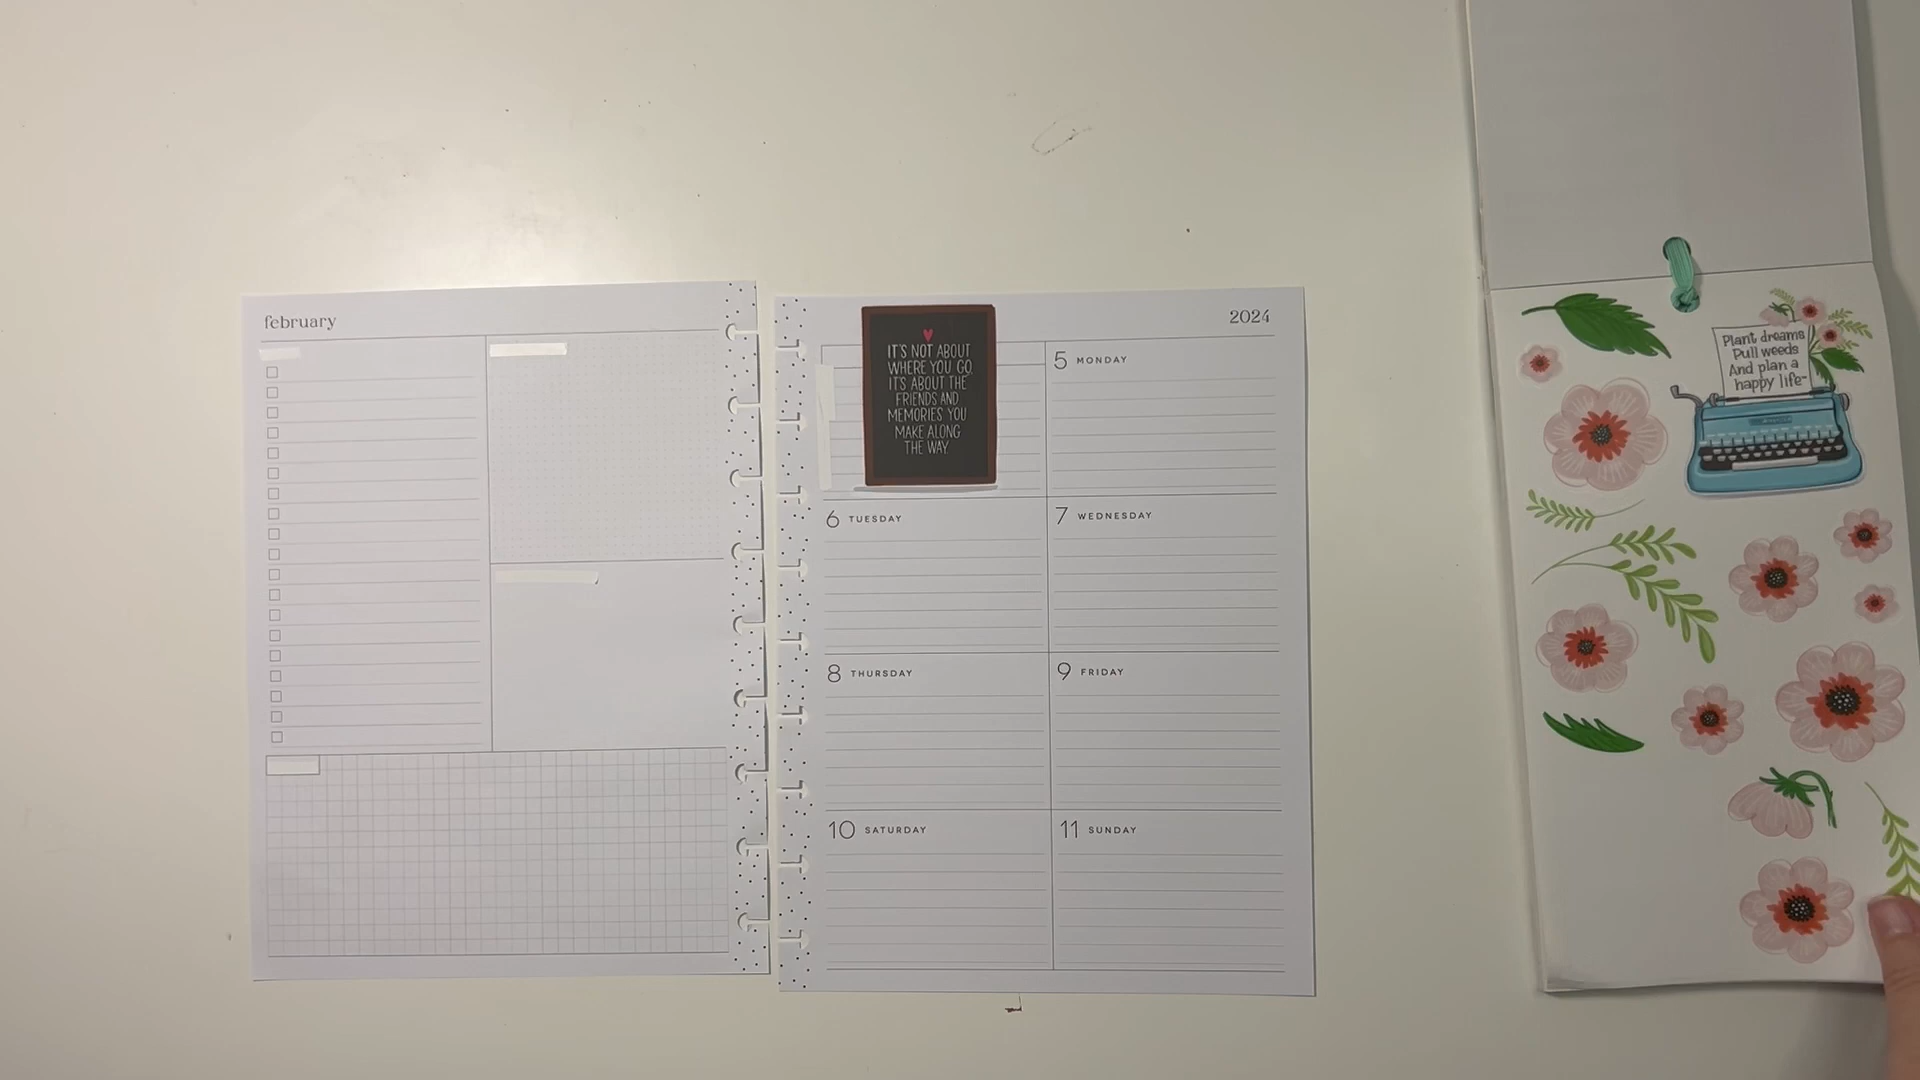 february
2024
IT'S NOT ABOUT
WHERE YOU GO,
IT'S ABOUT THE
FRIENDS AND
MEMORIES YOU
MAKE ALONG
THE WAY.
5 MONDAY
6 TUESDAY
7 WEDNESDAY
8 THURSDAY
9 FRIDAY
10 SATURDAY
11 SUNDAY
Plant dreams
Pull weeds
And plan a
happy life